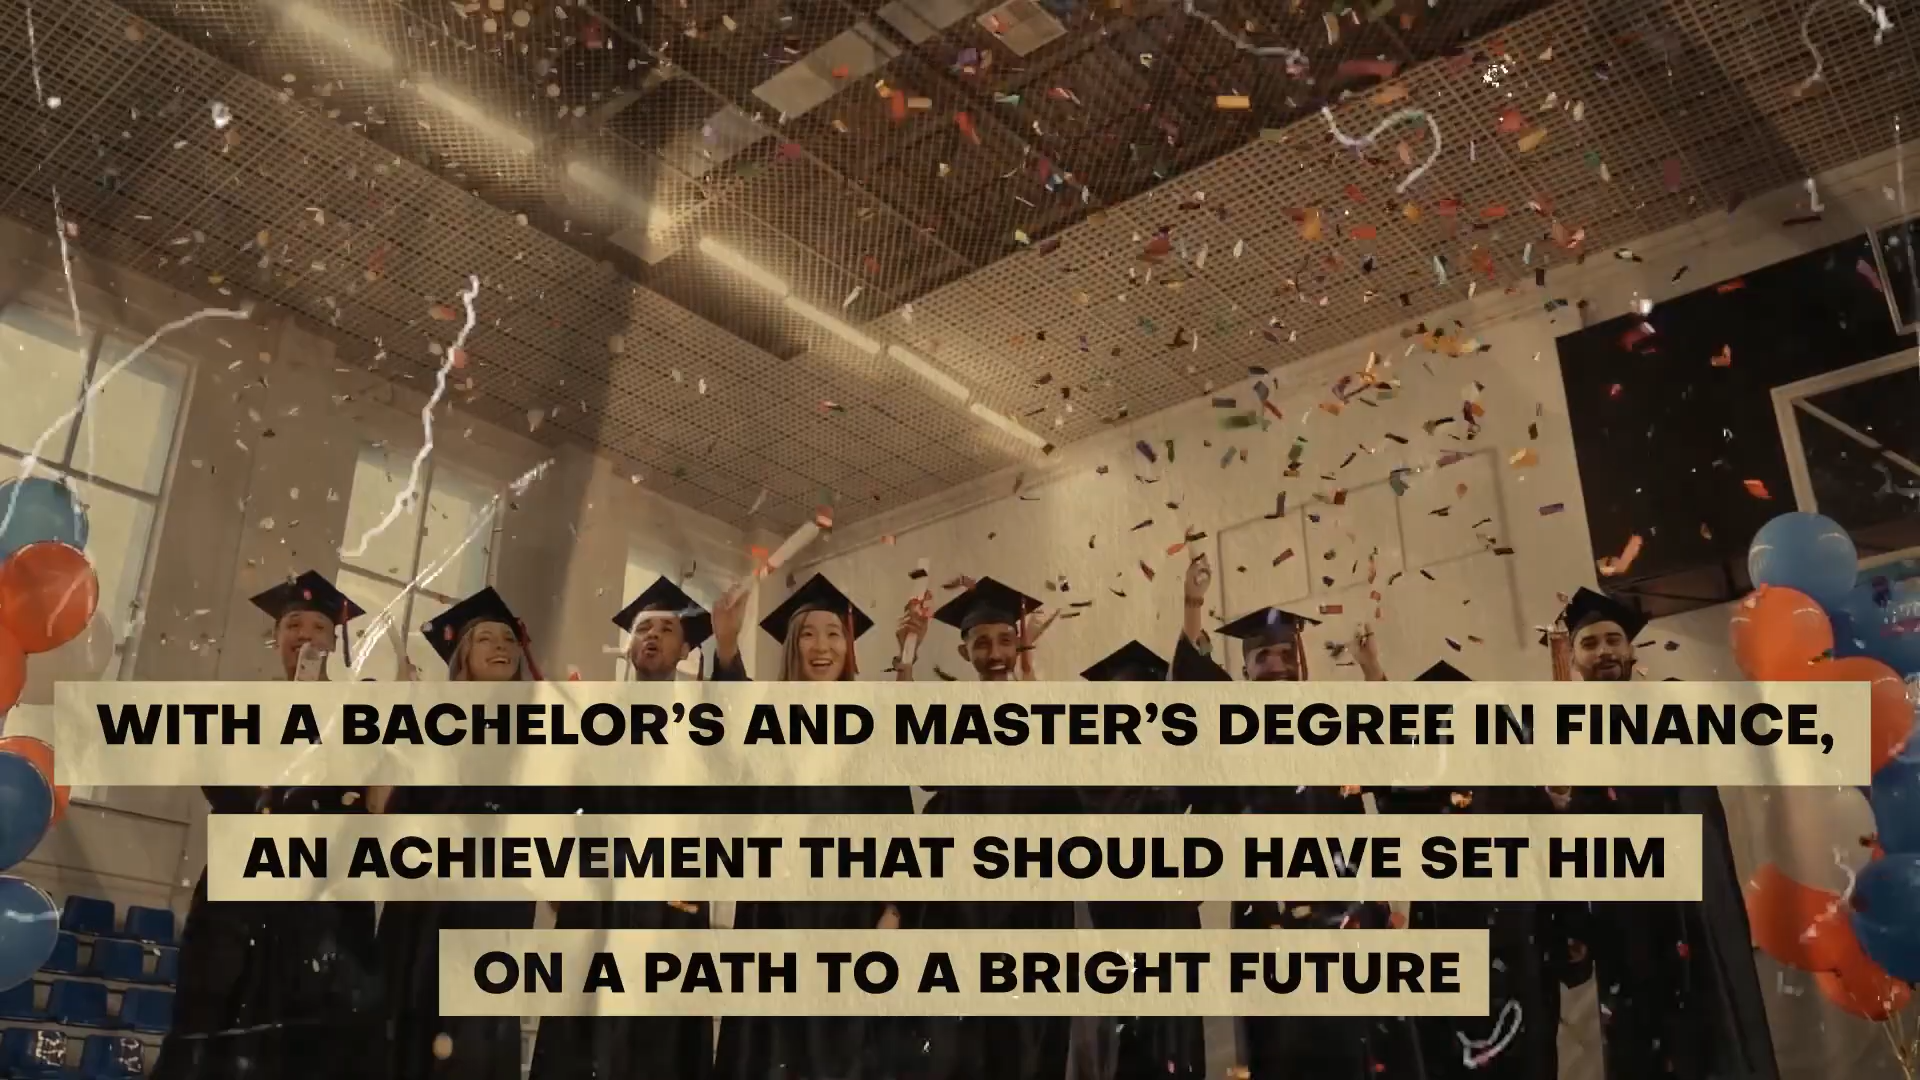 WITH A BACHELOR’S AND MASTER’S DEGREE IN FINANCE,
AN ACHIEVEMENT THAT SHOULD HAVE SET HIM
ON A PATH TO A BRIGHT FUTURE